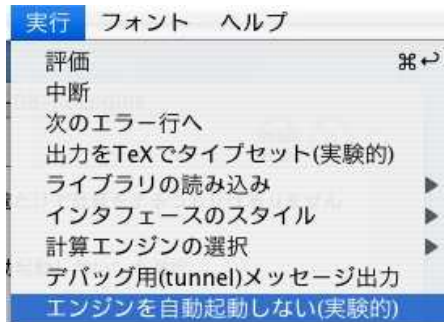 実行 フォント ヘルプ
評価 ⌘↩
中断
次のエラー行へ
出力をTeXでタイプセット(実験的)
ライブラリの読み込み ▶
インタフェースのスタイル ▶
計算エンジンの選択 ▶
デバッグ用(tunnel)メッセージ出力
エンジンを自動起動しない(実験的)